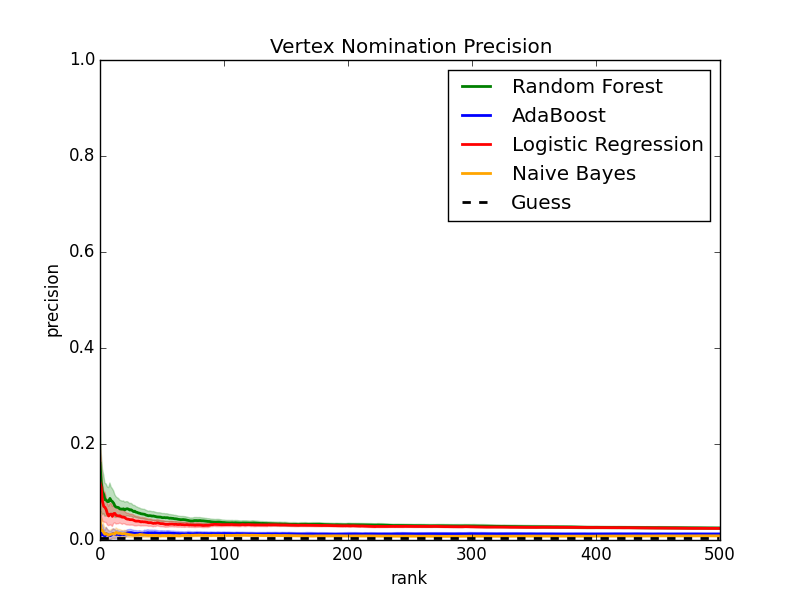 Vertex Nomination Precision
1.0
0.8
0.6
0.4
0.2
0.0
precision
Random Forest
AdaBoost
Logistic Regression
Naive Bayes
Guess
0 100 200 300 400 500
rank